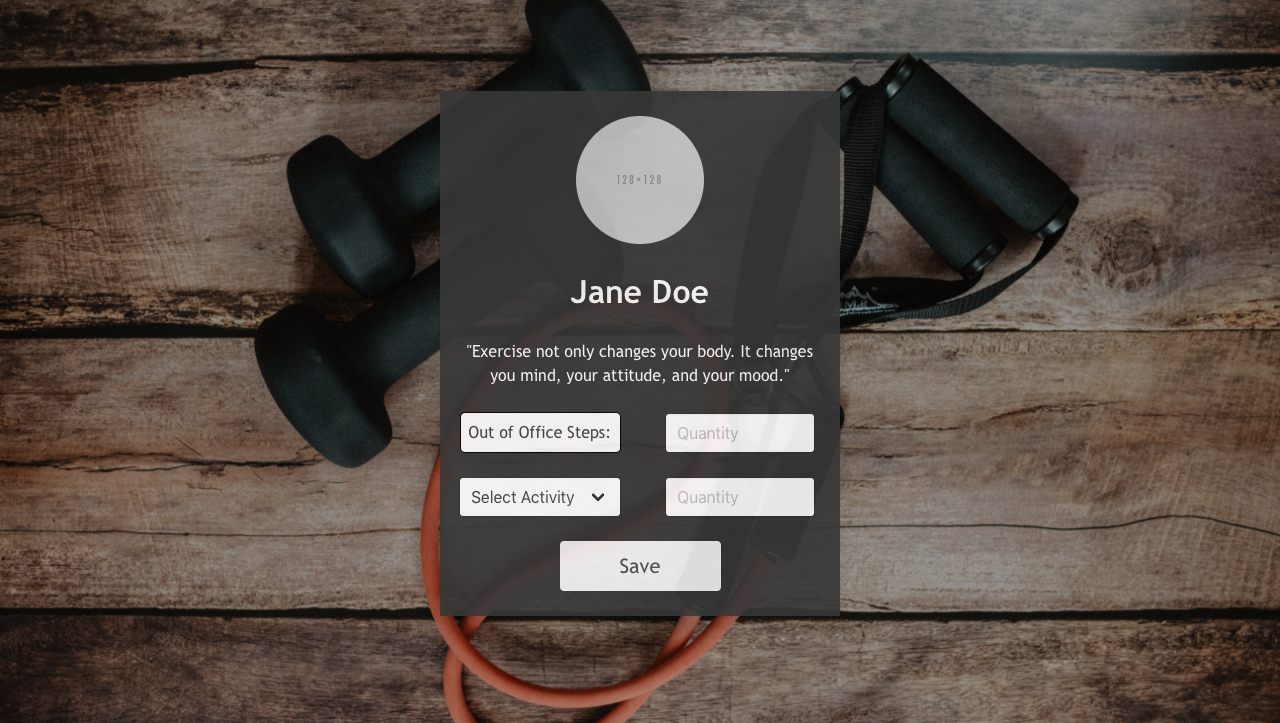 128×128
Jane Doe
"Exercise not only changes your body. It changes
you mind, your attitude, and your mood."
Out of Office Steps:
Quantity
Select Activity
Quantity
Save